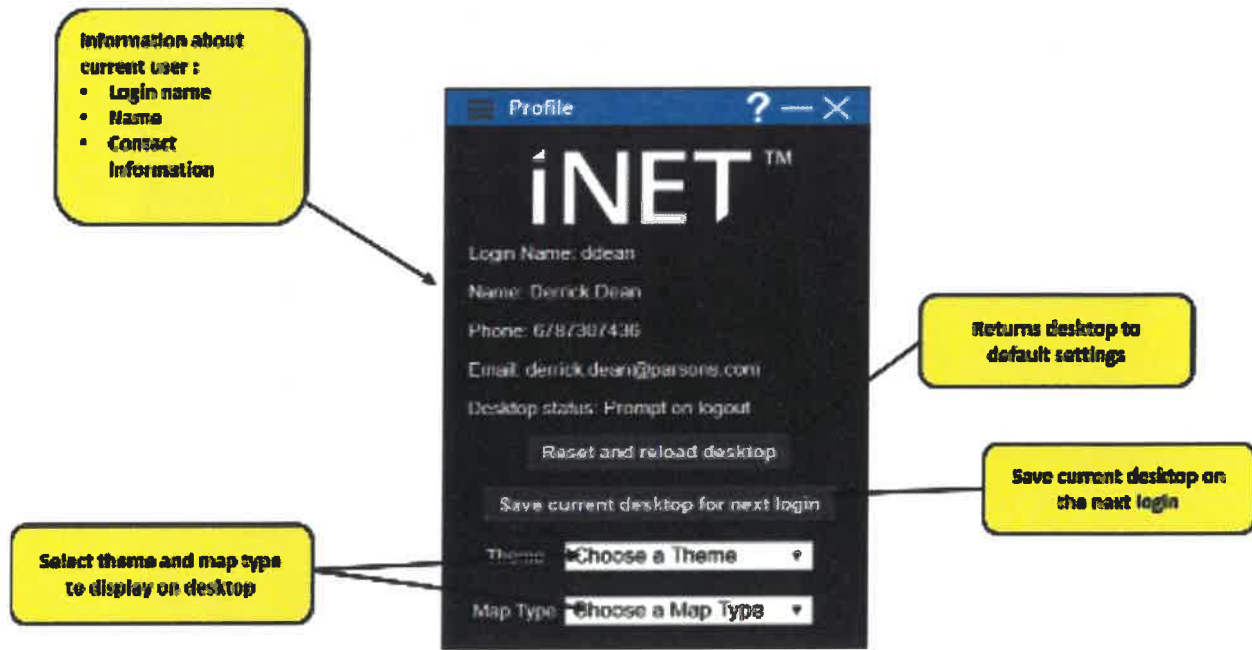 Information about
current user :
• Login name
• Name
• Contact
Information
Profile ? — ✕
iNET™
Login Name: ddean
Name: Derrick Dean
Phone: 6787307436
Email: derrick.dean@parsons.com
Desktop status: Prompt on logout
Reset and reload desktop
Save current desktop for next login
Theme Choose a Theme
Map Type Choose a Map Type
Returns desktop to
default settings
Save current desktop on
the next login
Select theme and map type
to display on desktop